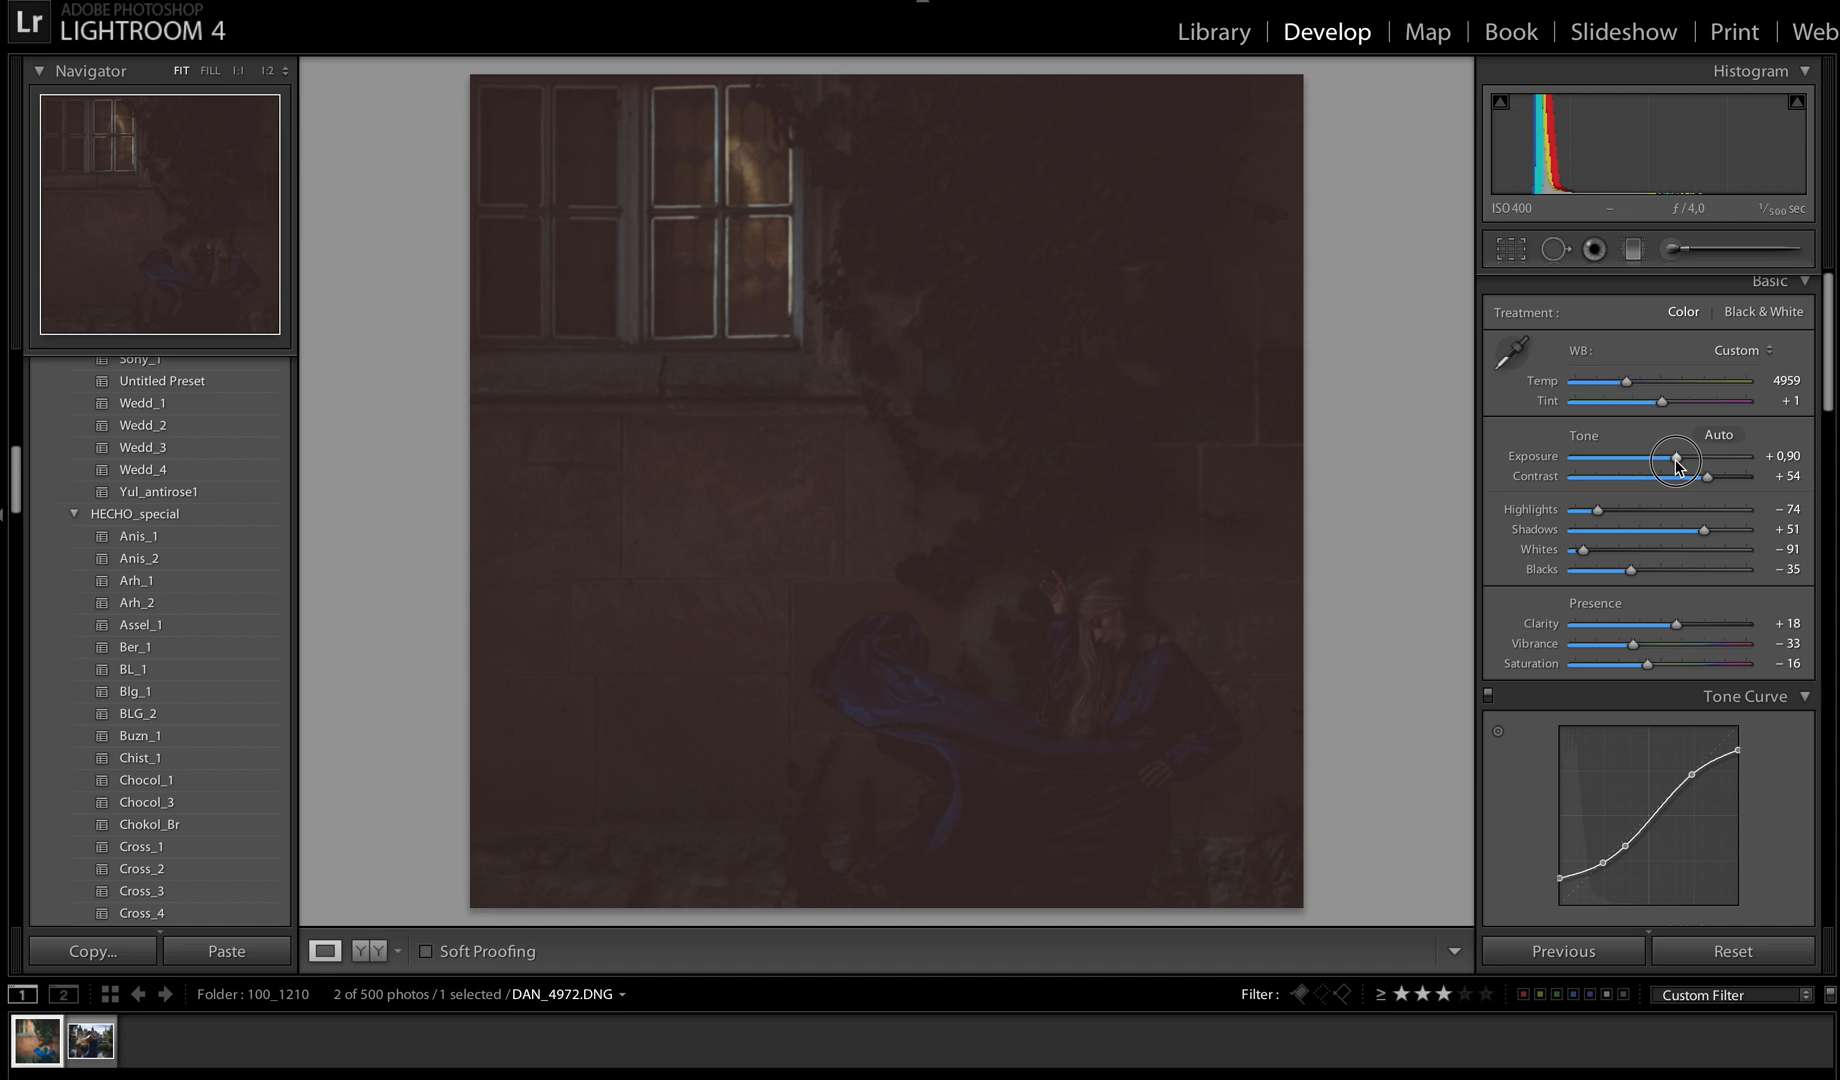 Lr
ADOBE PHOTOSHOP
LIGHTROOM 4
Library | Develop | Map | Book | Slideshow | Print | Web
Navigator FIT FILL 1:1 1:2
Sony_1
Untitled Preset
Wedd_1
Wedd_2
Wedd_3
Wedd_4
Yul_antirose1
HECHO_special
Anis_1
Anis_2
Arh_1
Arh_2
Assel_1
Ber_1
BL_1
Blg_1
BLG_2
Buzn_1
Chist_1
Chocol_1
Chocol_3
Chokol_Br
Cross_1
Cross_2
Cross_3
Cross_4
Copy... Paste
YY
Soft Proofing
Histogram
ISO 400 – ƒ / 4,0 1/500 sec
Basic
Treatment : Color | Black & White
WB : Custom
Temp 4959
Tint + 1
Tone Auto
Exposure + 0,90
Contrast + 54
Highlights – 74
Shadows + 51
Whites – 91
Blacks – 35
Presence
Clarity + 18
Vibrance – 33
Saturation – 16
Tone Curve
Previous Reset
1 2 Folder : 100_1210 2 of 500 photos / 1 selected / DAN_4972.DNG Filter : ≥ ★★★ Custom Filter